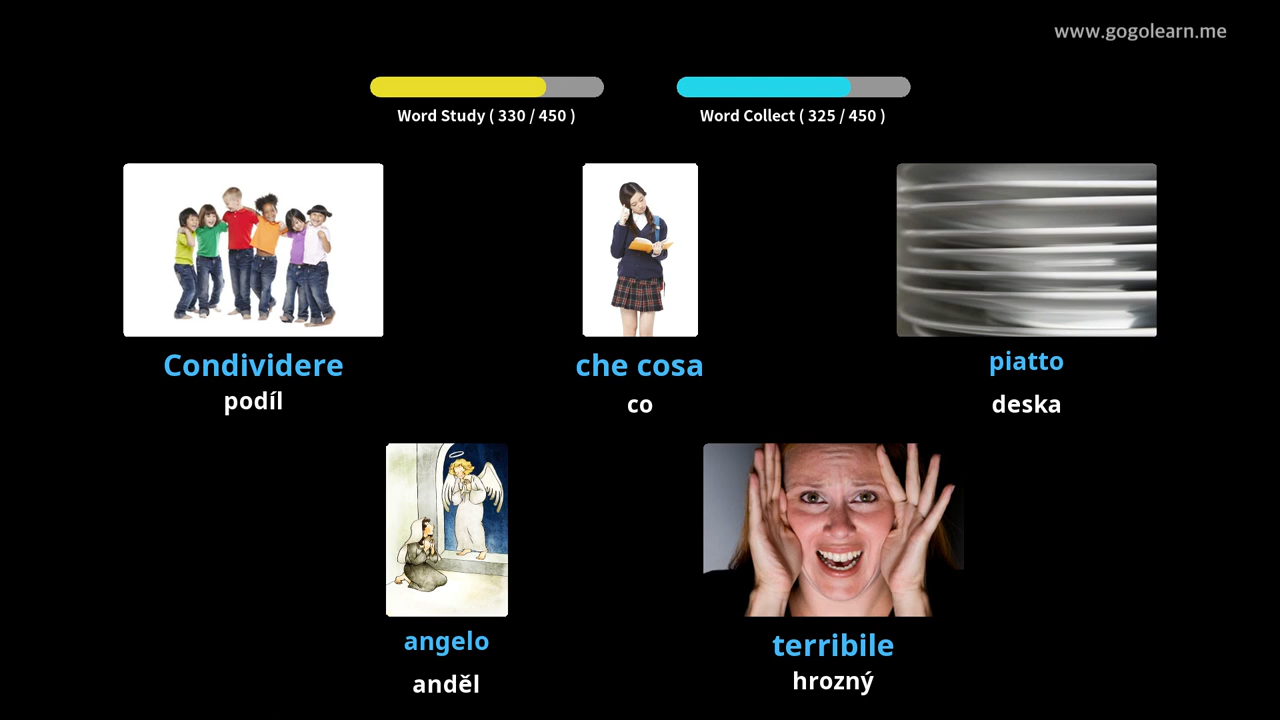 www.gogolearn.me
Word Study ( 330 / 450 )
Word Collect ( 325 / 450 )
Condividere
podíl
che cosa
co
piatto
deska
angelo
anděl
terribile
hrozný